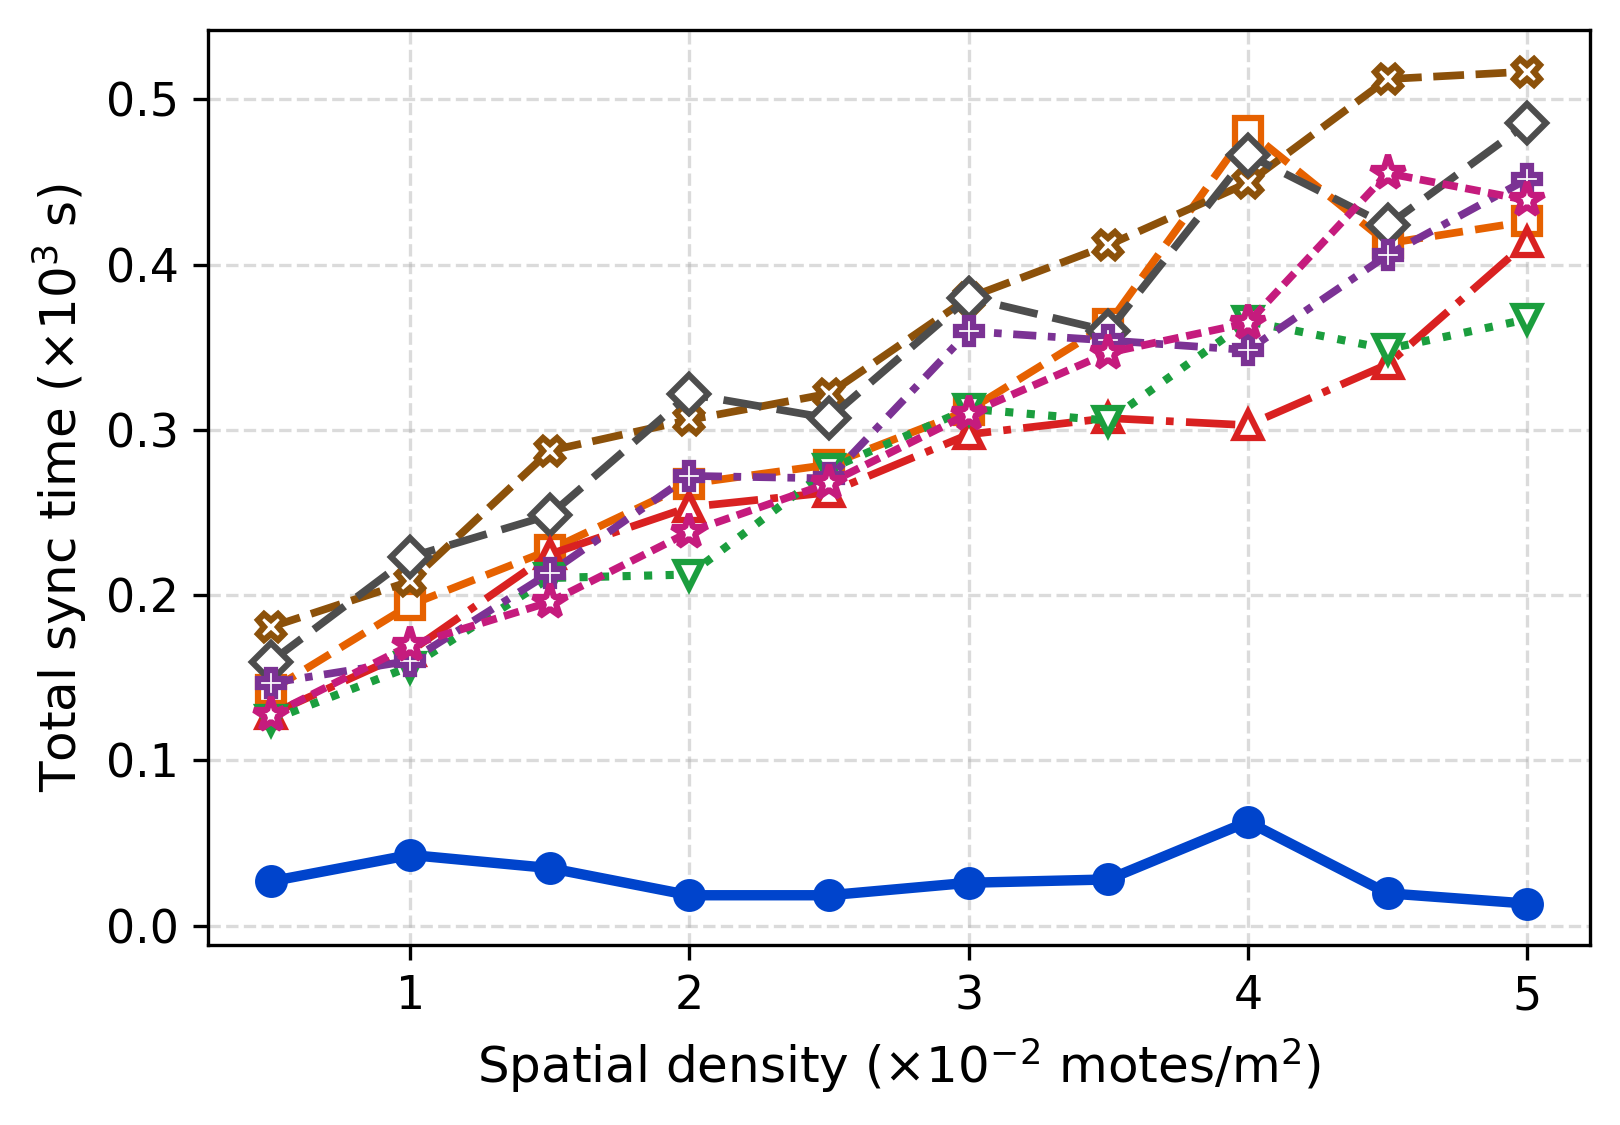 0.5
0.4
0.3
0.2
0.1
0.0
Total sync time (×10³ s)
1 2 3 4 5
Spatial density (×10⁻² motes/m²)